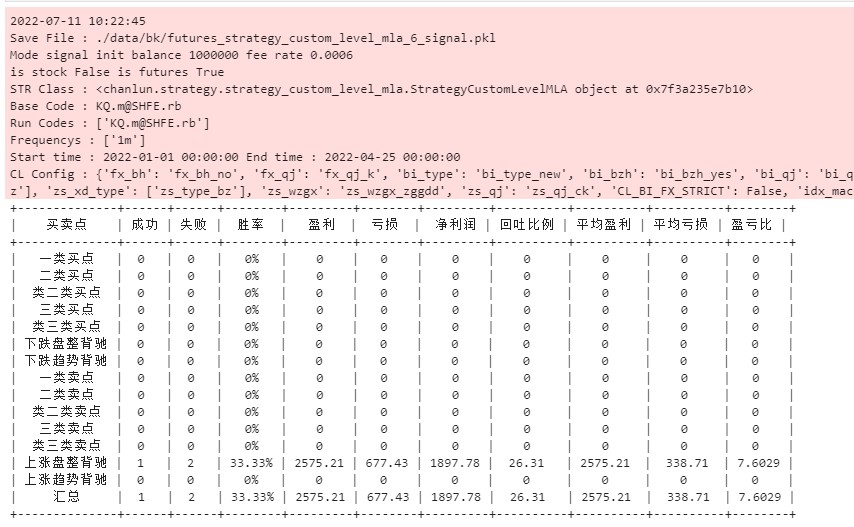 2022-07-11 10:22:45
Save File : ./data/bk/futures_strategy_custom_level_mla_6_signal.pkl
Mode signal init balance 1000000 fee rate 0.0006
is stock False is futures True
STR Class : <chanlun.strategy.strategy_custom_level_mla.StrategyCustomLevelMLA object at 0x7f3a235e7b10>
Base Code : KQ.m@SHFE.rb
Run Codes : ['KQ.m@SHFE.rb']
Frequencys : ['1m']
Start time : 2022-01-01 00:00:00 End time : 2022-04-25 00:00:00
CL Config : {'fx_bh': 'fx_bh_no', 'fx_qj': 'fx_qj_k', 'bi_type': 'bi_type_new', 'bi_bzh': 'bi_bzh_yes', 'bi_qj': 'bi_q
z'], 'zs_xd_type': ['zs_type_bz'], 'zs_wzgx': 'zs_wzgx_zggdd', 'zs_qj': 'zs_qj_ck', 'CL_BI_FX_STRICT': False, 'idx_mac
| 买卖点 | 成功 | 失败 | 胜率 | 盈利 | 亏损 | 净利润 | 回吐比例 | 平均盈利 | 平均亏损 | 盈亏比 |
| 一类买点 | 0 | 0 | 0% | 0 | 0 | 0 | 0 | 0 | 0 | 0 |
| 二类买点 | 0 | 0 | 0% | 0 | 0 | 0 | 0 | 0 | 0 | 0 |
| 类二类买点 | 0 | 0 | 0% | 0 | 0 | 0 | 0 | 0 | 0 | 0 |
| 三类买点 | 0 | 0 | 0% | 0 | 0 | 0 | 0 | 0 | 0 | 0 |
| 类三类买点 | 0 | 0 | 0% | 0 | 0 | 0 | 0 | 0 | 0 | 0 |
| 下跌盘整背驰 | 0 | 0 | 0% | 0 | 0 | 0 | 0 | 0 | 0 | 0 |
| 下跌趋势背驰 | 0 | 0 | 0% | 0 | 0 | 0 | 0 | 0 | 0 | 0 |
| 一类卖点 | 0 | 0 | 0% | 0 | 0 | 0 | 0 | 0 | 0 | 0 |
| 二类卖点 | 0 | 0 | 0% | 0 | 0 | 0 | 0 | 0 | 0 | 0 |
| 类二类卖点 | 0 | 0 | 0% | 0 | 0 | 0 | 0 | 0 | 0 | 0 |
| 三类卖点 | 0 | 0 | 0% | 0 | 0 | 0 | 0 | 0 | 0 | 0 |
| 类三类卖点 | 0 | 0 | 0% | 0 | 0 | 0 | 0 | 0 | 0 | 0 |
| 上涨盘整背驰 | 1 | 2 | 33.33% | 2575.21 | 677.43 | 1897.78 | 26.31 | 2575.21 | 338.71 | 7.6029 |
| 上涨趋势背驰 | 0 | 0 | 0% | 0 | 0 | 0 | 0 | 0 | 0 | 0 |
| 汇总 | 1 | 2 | 33.33% | 2575.21 | 677.43 | 1897.78 | 26.31 | 2575.21 | 338.71 | 7.6029 |